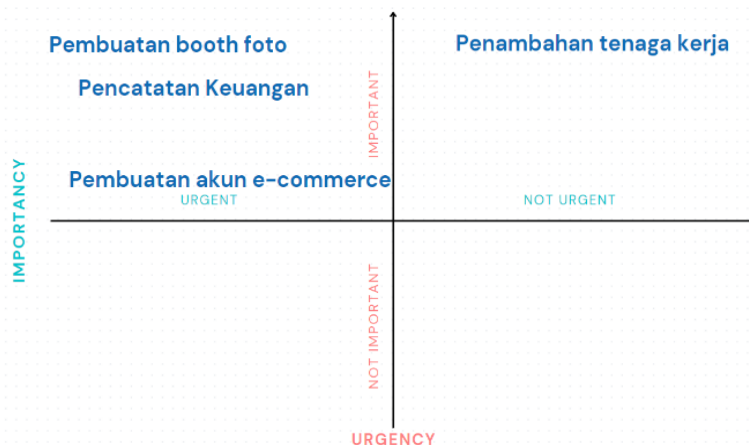 Pembuatan booth foto
Penambahan tenaga kerja
Pencatatan Keuangan
IMPORTANT
Pembuatan akun e-commerce
URGENT
NOT URGENT
IMPORTANCY
NOT IMPORTANT
URGENCY